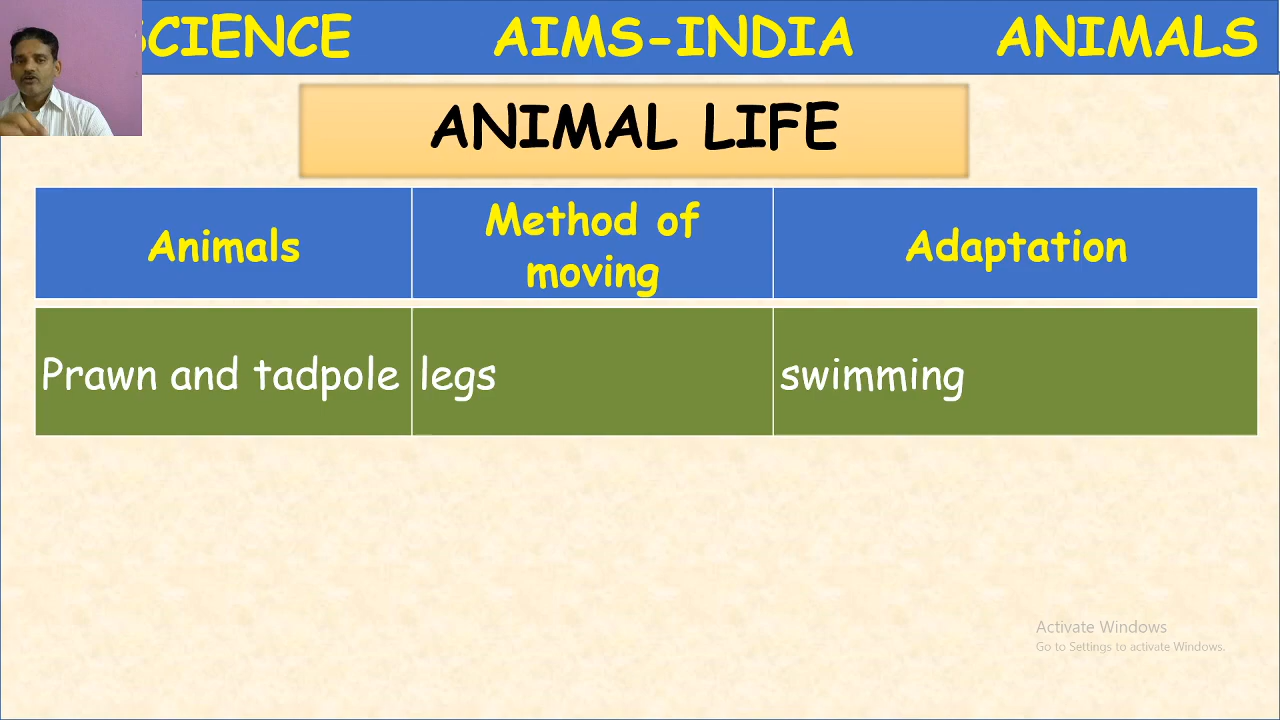 SCIENCE AIMS-INDIA ANIMALS
ANIMAL LIFE
Animals Method of moving Adaptation
Prawn and tadpole legs swimming
Activate Windows
Go to Settings to activate Windows.